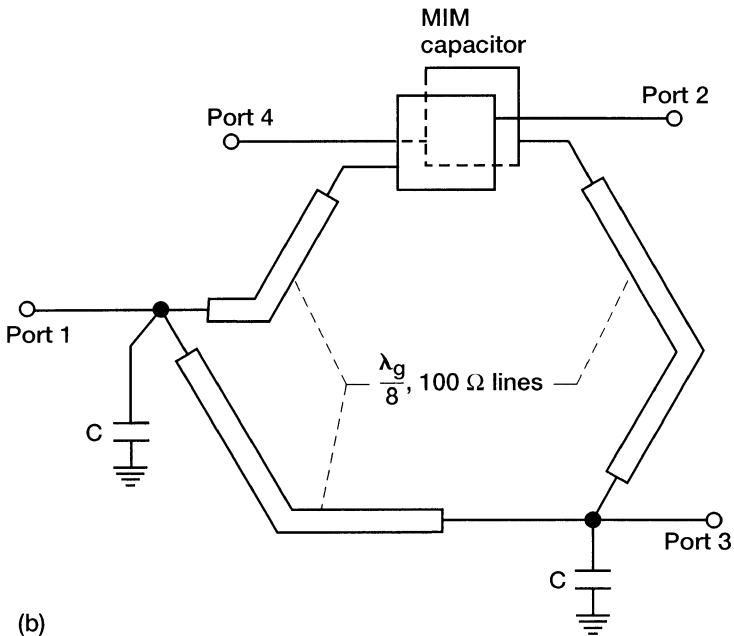 MIM
capacitor
Port 4
Port 2
Port 1
λg/8, 100 Ω lines
C
Port 3
C
(b)